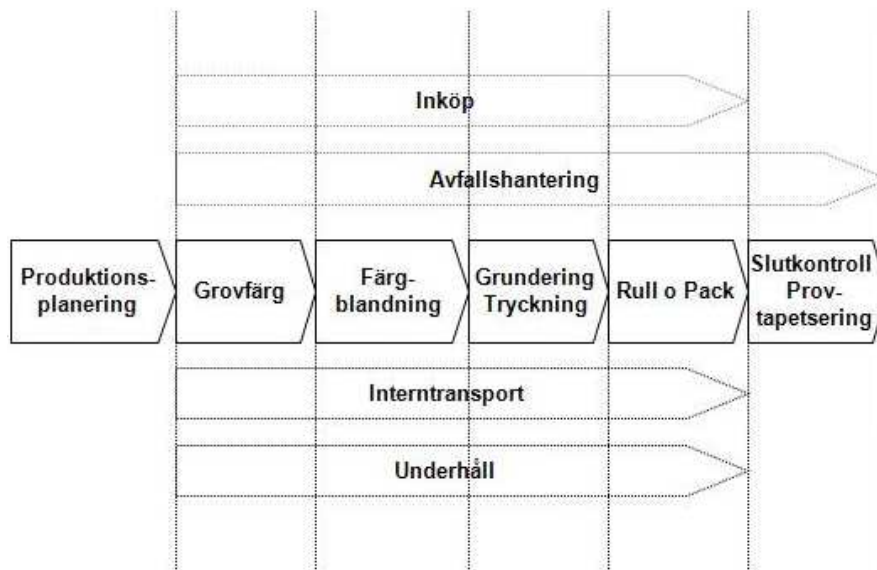 Inköp
Avfallshantering
Produktions-
planering
Grovfärg
Färg-
blandning
Grundering
Tryckning
Rull o Pack
Slutkontroll
Prov-
tapetsering
Interntransport
Underhåll